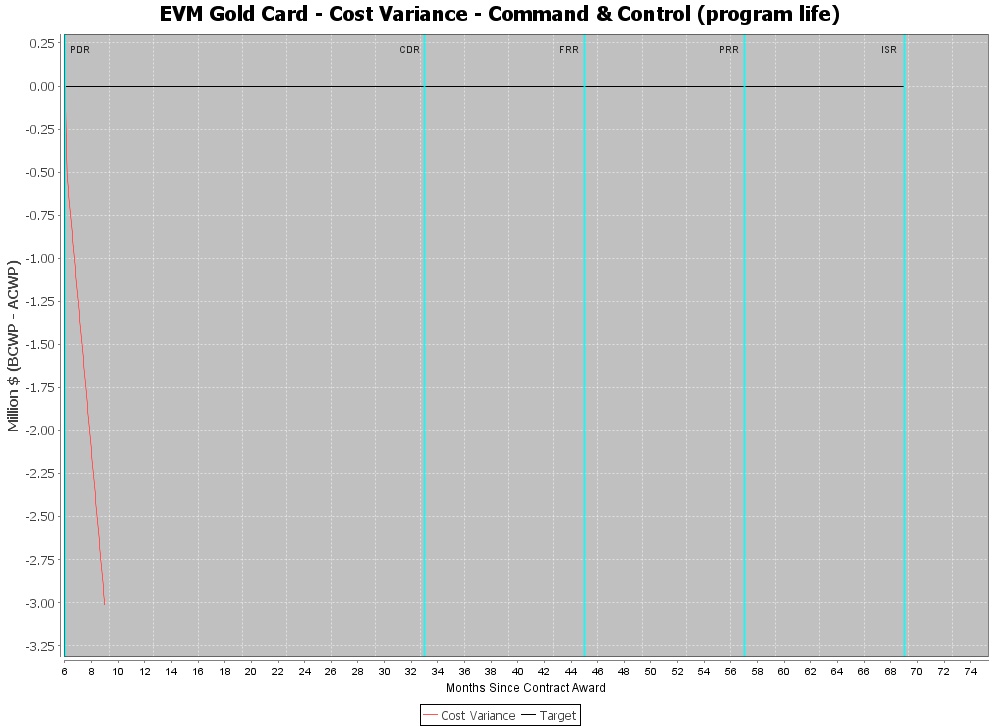 EVM Gold Card - Cost Variance - Command & Control (program life)
PDR CDR FRR PRR ISR
0.25
0.00
-0.25
-0.50
-0.75
-1.00
-1.25
-1.50
-1.75
-2.00
-2.25
-2.50
-2.75
-3.00
-3.25
Million $ (BCWP - ACWP)
6 8 10 12 14 16 18 20 22 24 26 28 30 32 34 36 38 40 42 44 46 48 50 52 54 56 58 60 62 64 66 68 70 72 74
Months Since Contract Award
Cost Variance Target